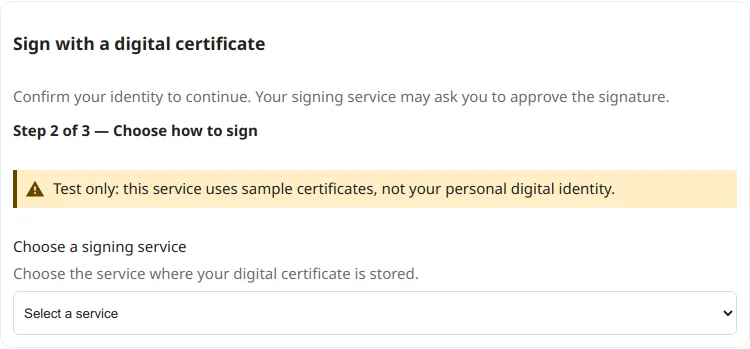 Sign with a digital certificate
Confirm your identity to continue. Your signing service may ask you to approve the signature.
Step 2 of 3 — Choose how to sign
Test only: this service uses sample certificates, not your personal digital identity.
Choose a signing service
Choose the service where your digital certificate is stored.
Select a service